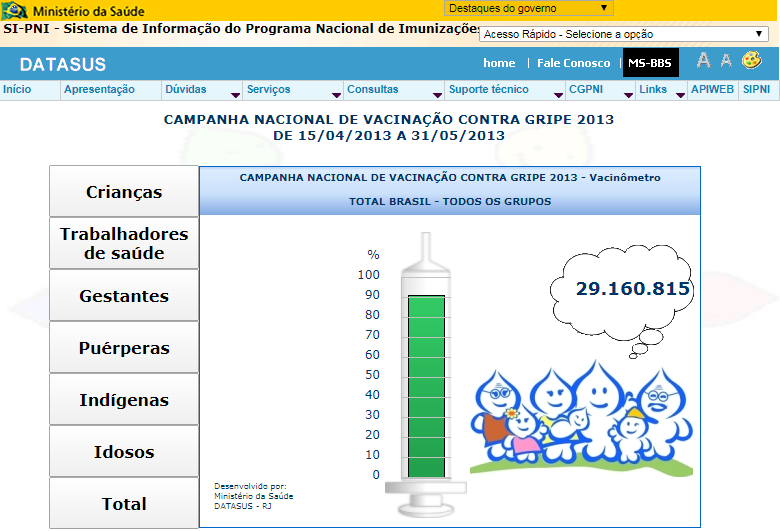 Ministério da Saúde
Destaques do governo
SI-PNI - Sistema de Informação do Programa Nacional de Imunizações
Acesso Rápido - Selecione a opção
DATASUS
home | Fale Conosco | MS-BBS A A
Início Apresentação Dúvidas Serviços Consultas Suporte técnico CGPNI Links APIWEB SIPNI
CAMPANHA NACIONAL DE VACINAÇÃO CONTRA GRIPE 2013
DE 15/04/2013 A 31/05/2013
Crianças
Trabalhadores
de saúde
Gestantes
Puérperas
Indígenas
Idosos
Total
CAMPANHA NACIONAL DE VACINAÇÃO CONTRA GRIPE 2013 - Vacinômetro
TOTAL BRASIL - TODOS OS GRUPOS
%
100
90
80
70
60
50
40
30
20
10
0
29.160.815
Desenvolvido por:
Ministério da Saúde
DATASUS - RJ